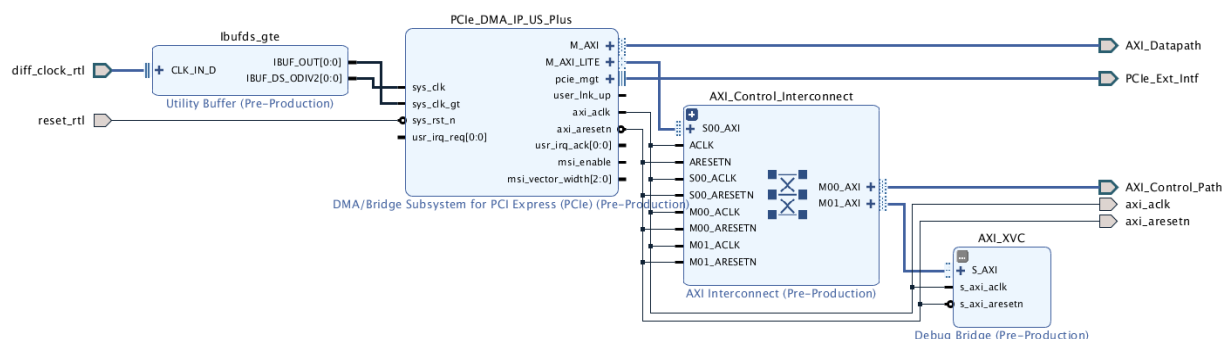 PCIe_DMA_IP_US_Plus
Ibufds_gte
diff_clock_rtl
CLK_IN_D
IBUF_OUT[0:0]
IBUF_DS_ODIV2[0:0]
Utility Buffer (Pre-Production)
reset_rtl
sys_clk
sys_clk_gt
sys_rst_n
usr_irq_req[0:0]
M_AXI
M_AXI_LITE
pcie_mgt
user_lnk_up
axi_aclk
axi_aresetn
usr_irq_ack[0:0]
msi_enable
msi_vector_width[2:0]
DMA/Bridge Subsystem for PCI Express (PCIe) (Pre-Production)
AXI_Control_Interconnect
S00_AXI
ACLK
ARESETN
S00_ACLK
S00_ARESETN
M00_ACLK
M00_ARESETN
M01_ACLK
M01_ARESETN
M00_AXI
M01_AXI
AXI Interconnect (Pre-Production)
AXI_Datapath
PCIe_Ext_Intf
AXI_Control_Path
axi_aclk
axi_aresetn
AXI_XVC
S_AXI
s_axi_aclk
s_axi_aresetn
Debug Bridge (Pre-Production)